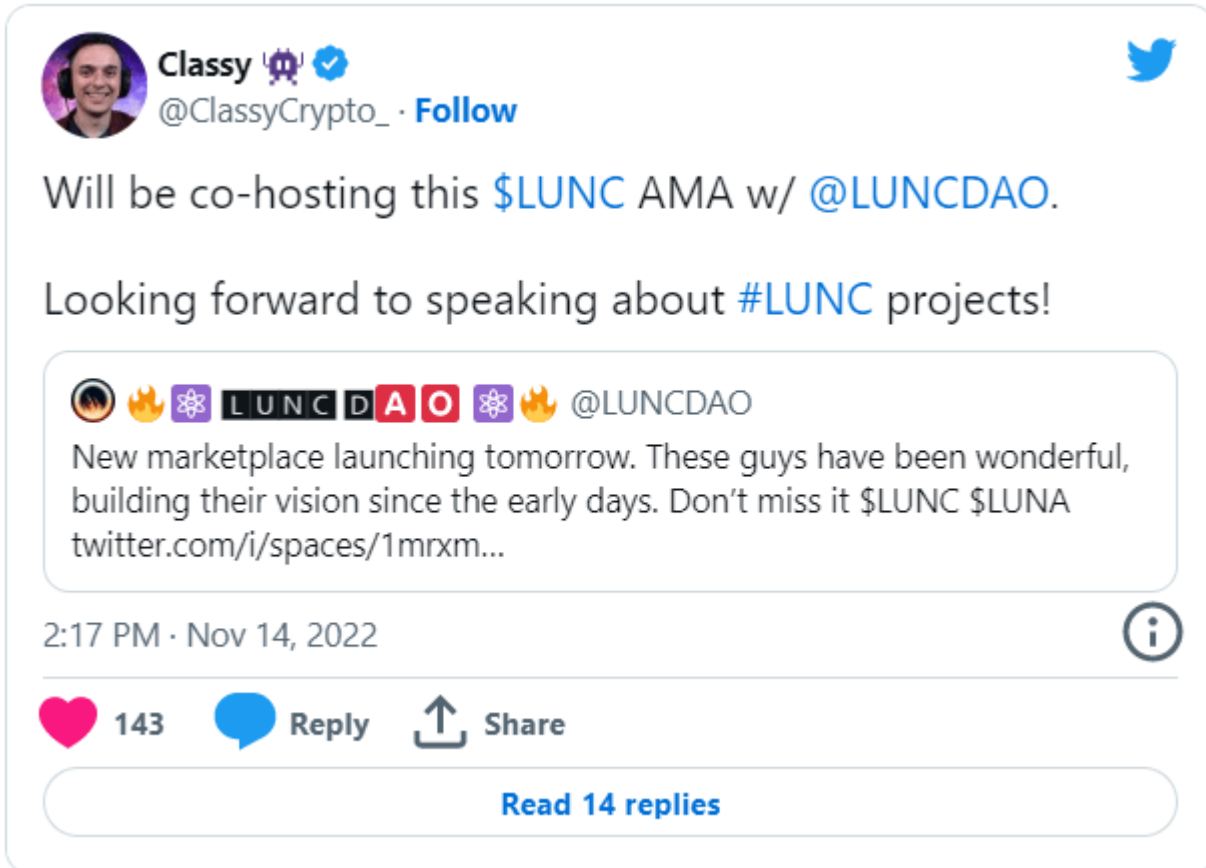 Classy 👾
@ClassyCrypto_ · Follow
Will be co-hosting this $LUNC AMA w/ @LUNCDAO.
Looking forward to speaking about #LUNC projects!
🔥⚛️ LUNC D🅰️🅾️ ⚛️🔥 @LUNCDAO
New marketplace launching tomorrow. These guys have been wonderful,
building their vision since the early days. Don’t miss it $LUNC $LUNA
twitter.com/i/spaces/1mrxm…
2:17 PM · Nov 14, 2022
143 Reply Share
Read 14 replies